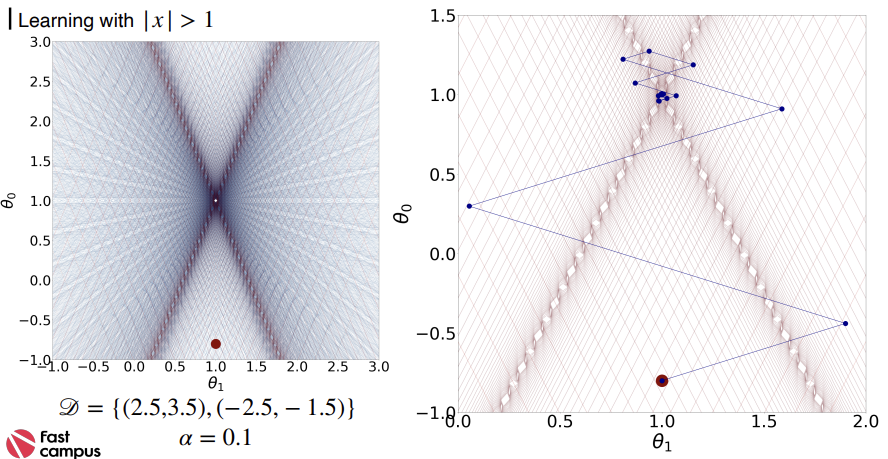 Learning with |x| > 1
3.0
2.5
2.0
1.5
1.0
0.5
0.0
−0.5
−1.0
θ₀
−1.0 −0.5 0.0 0.5 1.0 1.5 2.0 2.5 3.0
θ₁
𝒟 = {(2.5,3.5), (−2.5, − 1.5)}
α = 0.1
Fast
campus
1.5
1.0
0.5
0.0
−0.5
−1.0
θ₀
0.0 0.5 1.0 1.5 2.0
θ₁